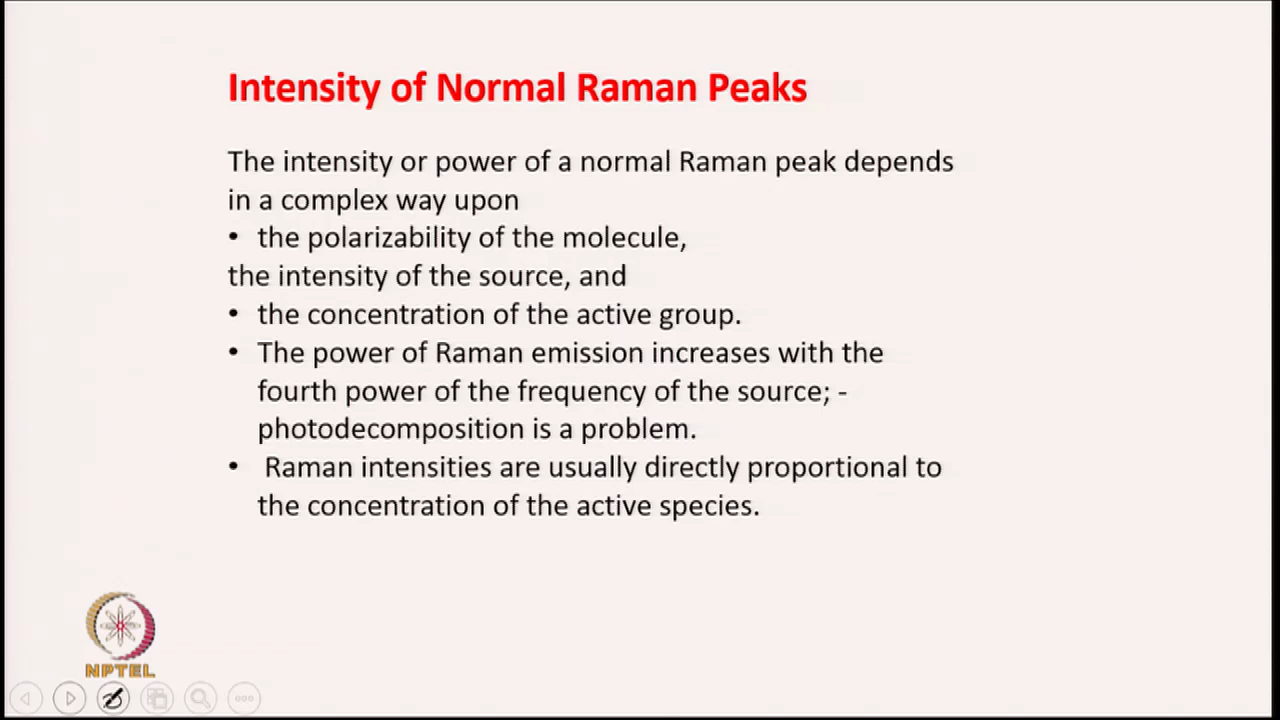 Intensity of Normal Raman Peaks
The intensity or power of a normal Raman peak depends
in a complex way upon
• the polarizability of the molecule,
the intensity of the source, and
• the concentration of the active group.
• The power of Raman emission increases with the
fourth power of the frequency of the source; -
photodecomposition is a problem.
• Raman intensities are usually directly proportional to
the concentration of the active species.
NPTEL